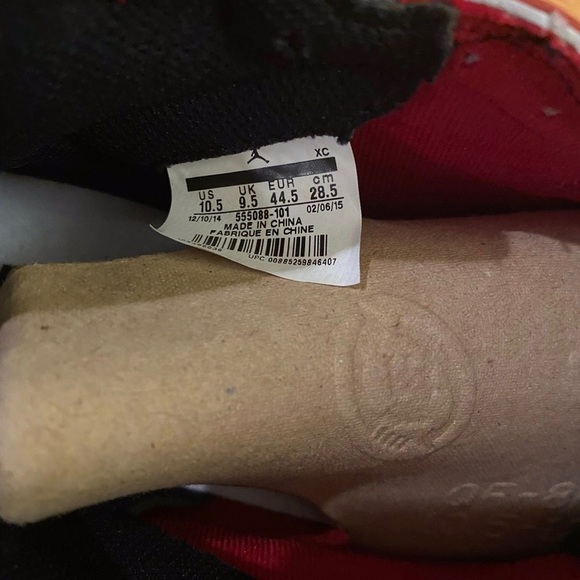 XC
US UK EUR cm
10.5 9.5 44.5 28.5
12/10/14 555088-101 02/06/15
MADE IN CHINA
FABRIQUE EN CHINE
UPC 00885259846407